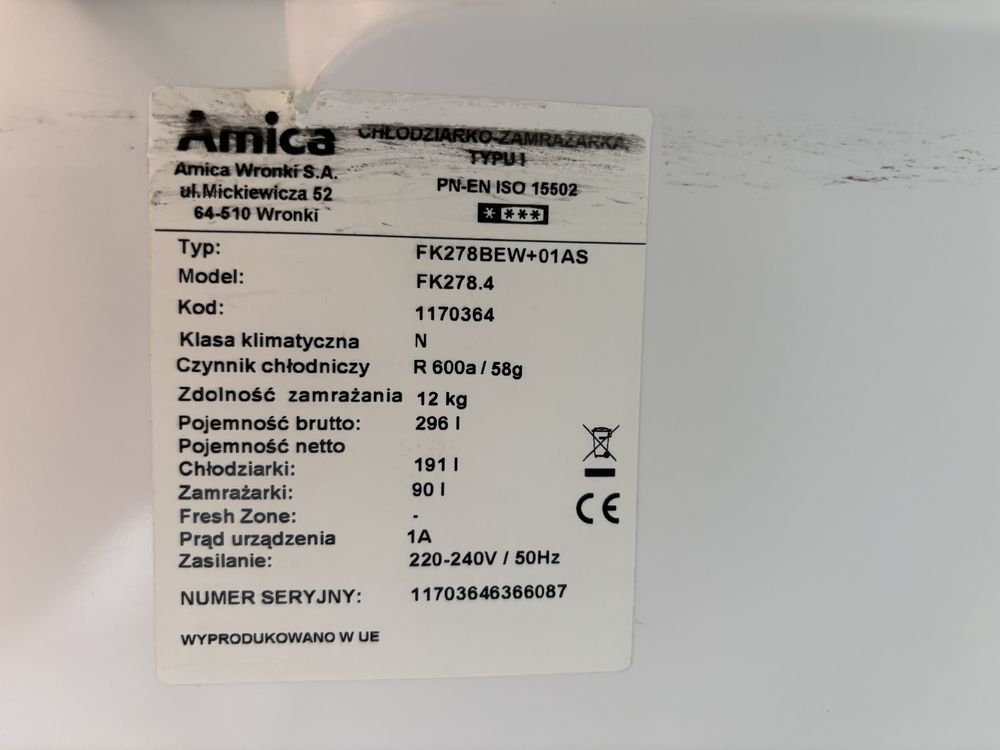 Amica
CHŁODZIARKO-ZAMRAŻARKA
TYPU I
Amica Wronki S.A.
ul.Mickiewicza 52
64-510 Wronki
PN-EN ISO 15502
* ***
Typ: FK278BEW+01AS
Model: FK278.4
Kod: 1170364
Klasa klimatyczna N
Czynnik chłodniczy R 600a / 58g
Zdolność zamrażania 12 kg
Pojemność brutto: 296 l
Pojemność netto
Chłodziarki: 191 l
Zamrażarki: 90 l
Fresh Zone: -
Prąd urządzenia 1A
Zasilanie: 220-240V / 50Hz
NUMER SERYJNY: 11703646366087
WYPRODUKOWANO W UE
CE